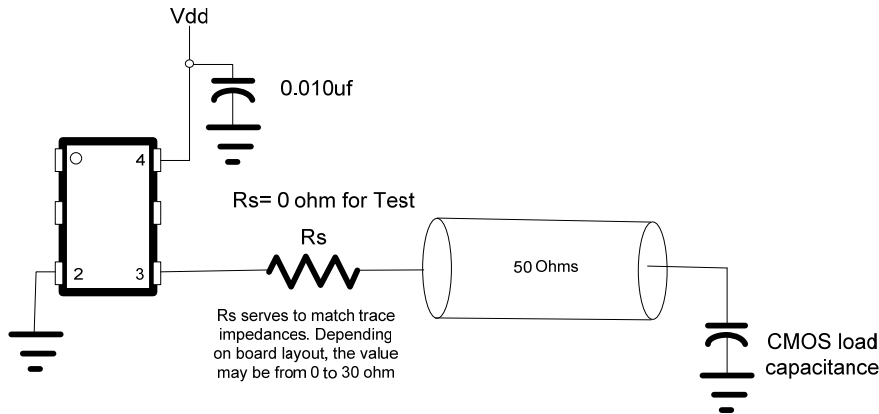 Vdd
0.010uf
4
Rs= 0 ohm for Test
Rs
50 Ohms
2
3
Rs serves to match trace
impedances. Depending
on board layout, the value
may be from 0 to 30 ohm
CMOS load
capacitance